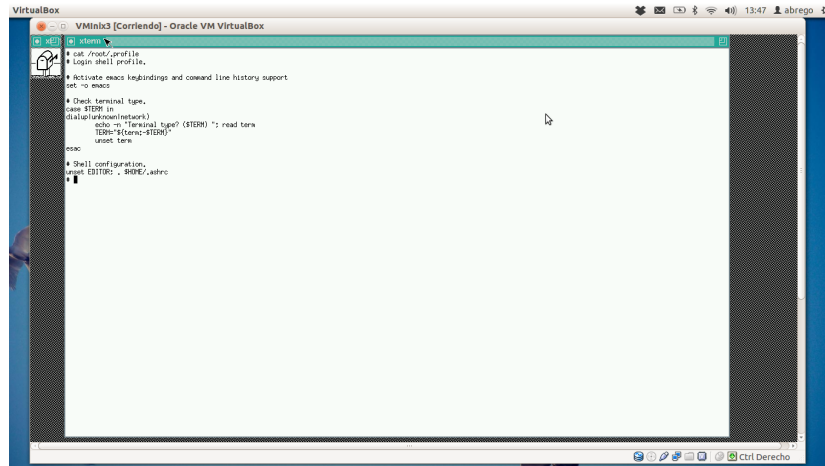 VirtualBox
13:47 abrego
VMinix3 [Corriendo] - Oracle VM VirtualBox
xterm
# cat /root/.profile
# Login shell profile.
# Activate emacs keybindings and command line history support
set -o emacs
# Check terminal type.
case $TERM in
dialup|unknown|network)
echo -n "Terminal type? ($TERM) "; read term
TERM="${term:-$TERM}"
unset term
esac
# Shell configuration.
unset EDITOR; . $HOME/.ashrc
#
Ctrl Derecho